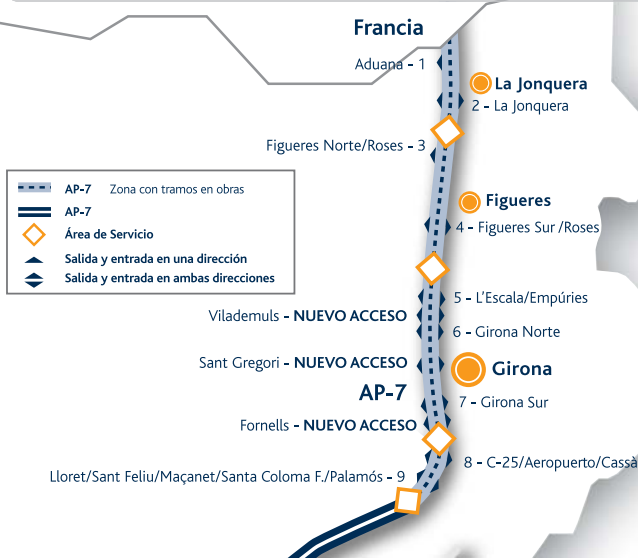 Francia
Aduana - 1
La Jonquera
2 - La Jonquera
Figueres Norte/Roses - 3
AP-7 Zona con tramos en obras
AP-7
Área de Servicio
Salida y entrada en una dirección
Salida y entrada en ambas direcciones
Figueres
4 - Figueres Sur /Roses
5 - L'Escala/Empúries
Vilademuls - NUEVO ACCESO
6 - Girona Norte
Sant Gregori - NUEVO ACCESO
Girona
AP-7
7 - Girona Sur
Fornells - NUEVO ACCESO
8 - C-25/Aeropuerto/Cassà
Lloret/Sant Feliu/Maçanet/Santa Coloma F./Palamós - 9